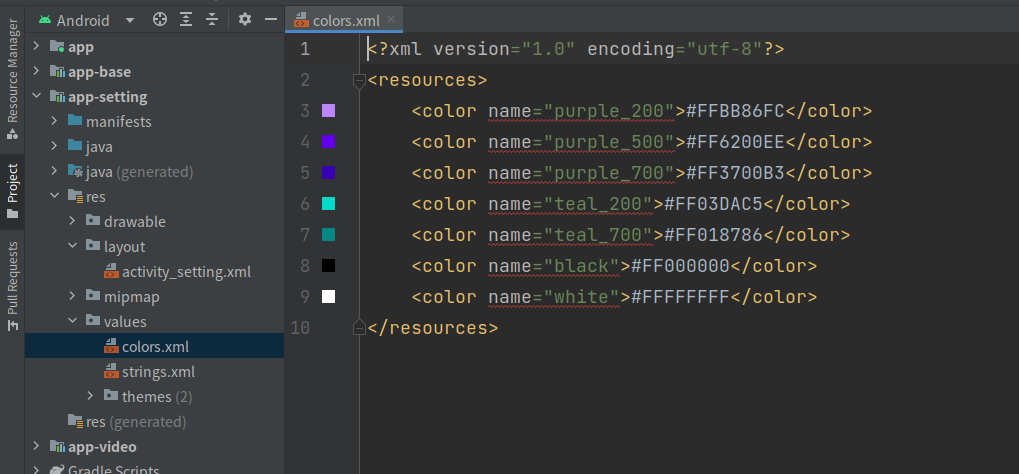 Resource Manager
Project
Pull Requests
Android
app
app-base
app-setting
manifests
java
java (generated)
res
drawable
layout
activity_setting.xml
mipmap
values
colors.xml
strings.xml
themes (2)
res (generated)
app-video
Gradle Scripts
colors.xml
1 <?xml version="1.0" encoding="utf-8"?>
2 <resources>
3 <color name="purple_200">#FFBB86FC</color>
4 <color name="purple_500">#FF6200EE</color>
5 <color name="purple_700">#FF3700B3</color>
6 <color name="teal_200">#FF03DAC5</color>
7 <color name="teal_700">#FF018786</color>
8 <color name="black">#FF000000</color>
9 <color name="white">#FFFFFFFF</color>
10 </resources>